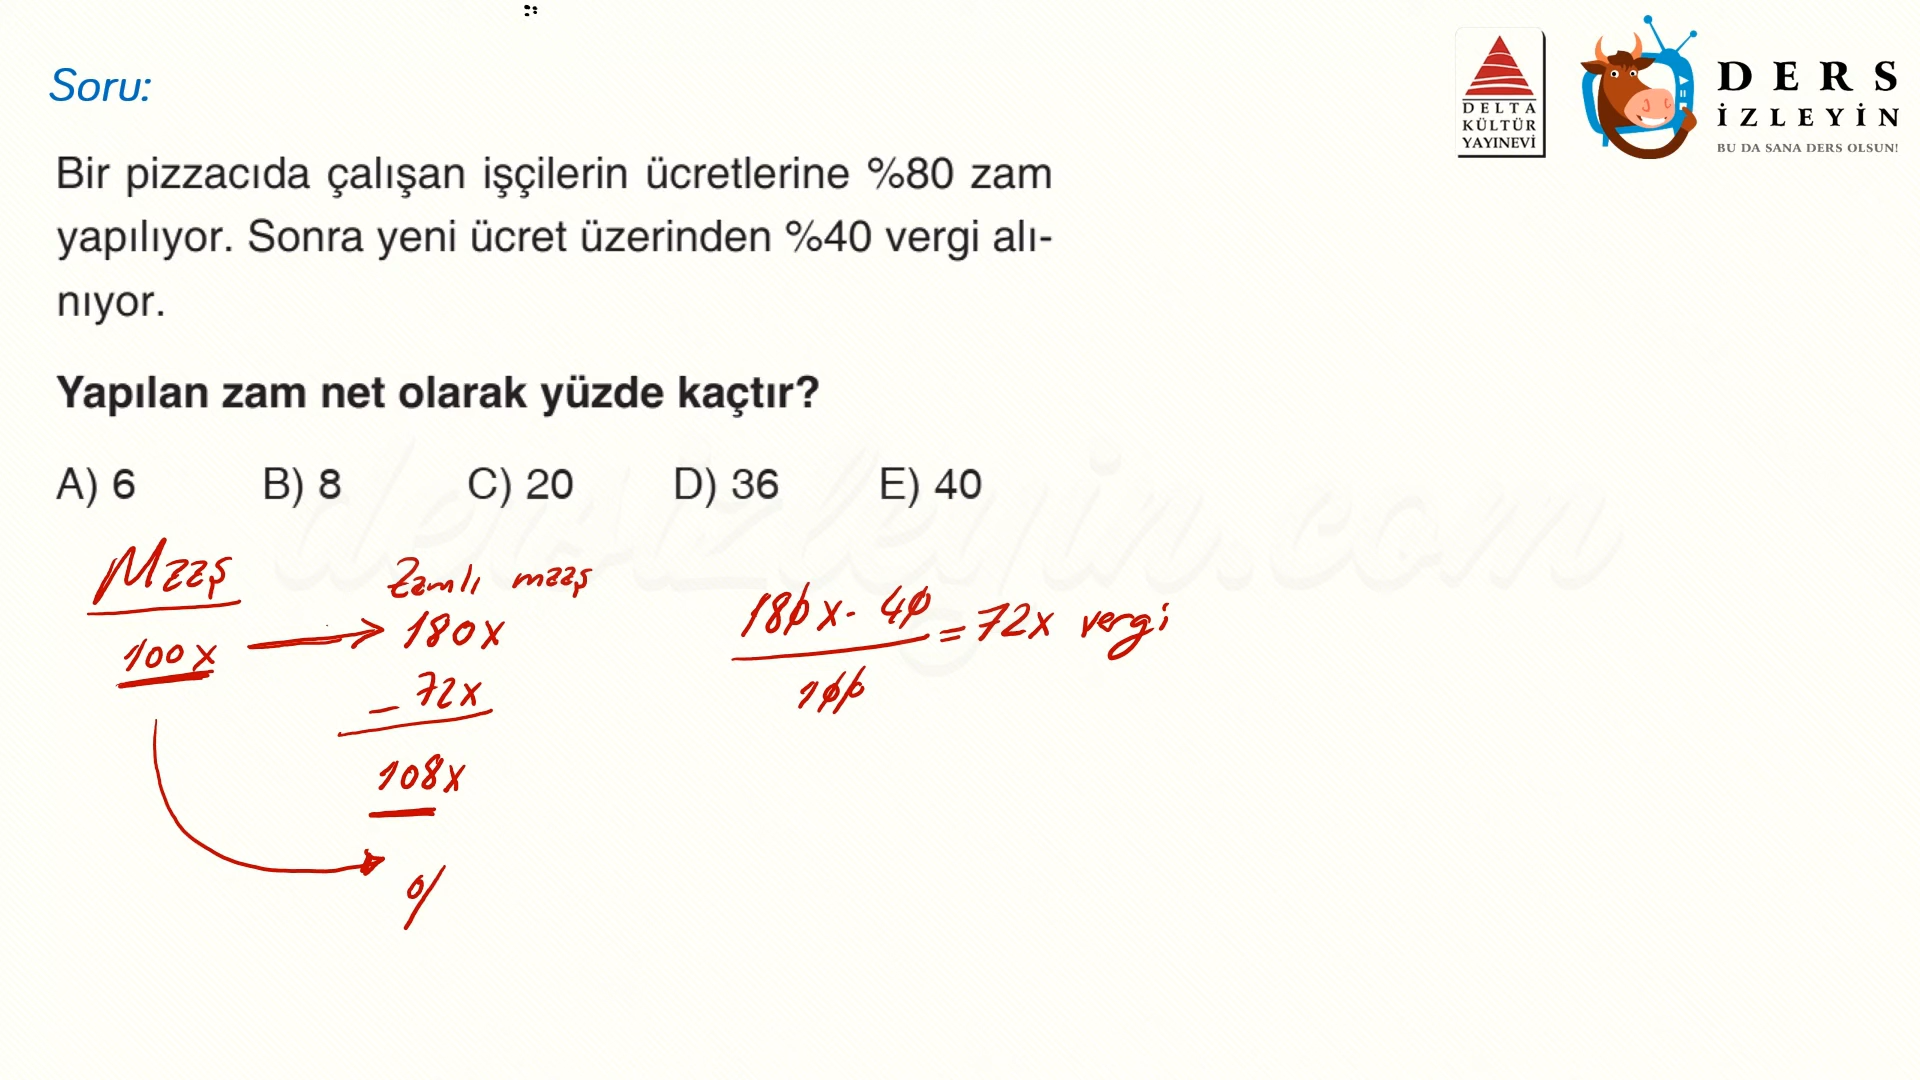 Soru:
DELTA
KÜLTÜR
YAYINEVİ
DERS
İZLEYİN
BU DA SANA DERS OLSUN!
Bir pizzacıda çalışan işçilerin ücretlerine %80 zam
yapılıyor. Sonra yeni ücret üzerinden %40 vergi alı-
nıyor.
Yapılan zam net olarak yüzde kaçtır?
A) 6 B) 8 C) 20 D) 36 E) 40
dersizleyin.com
Maaş
Zamlı maaş
100x → 180x
180x · 40 / 100 = 72x vergi
- 72x
108x
%